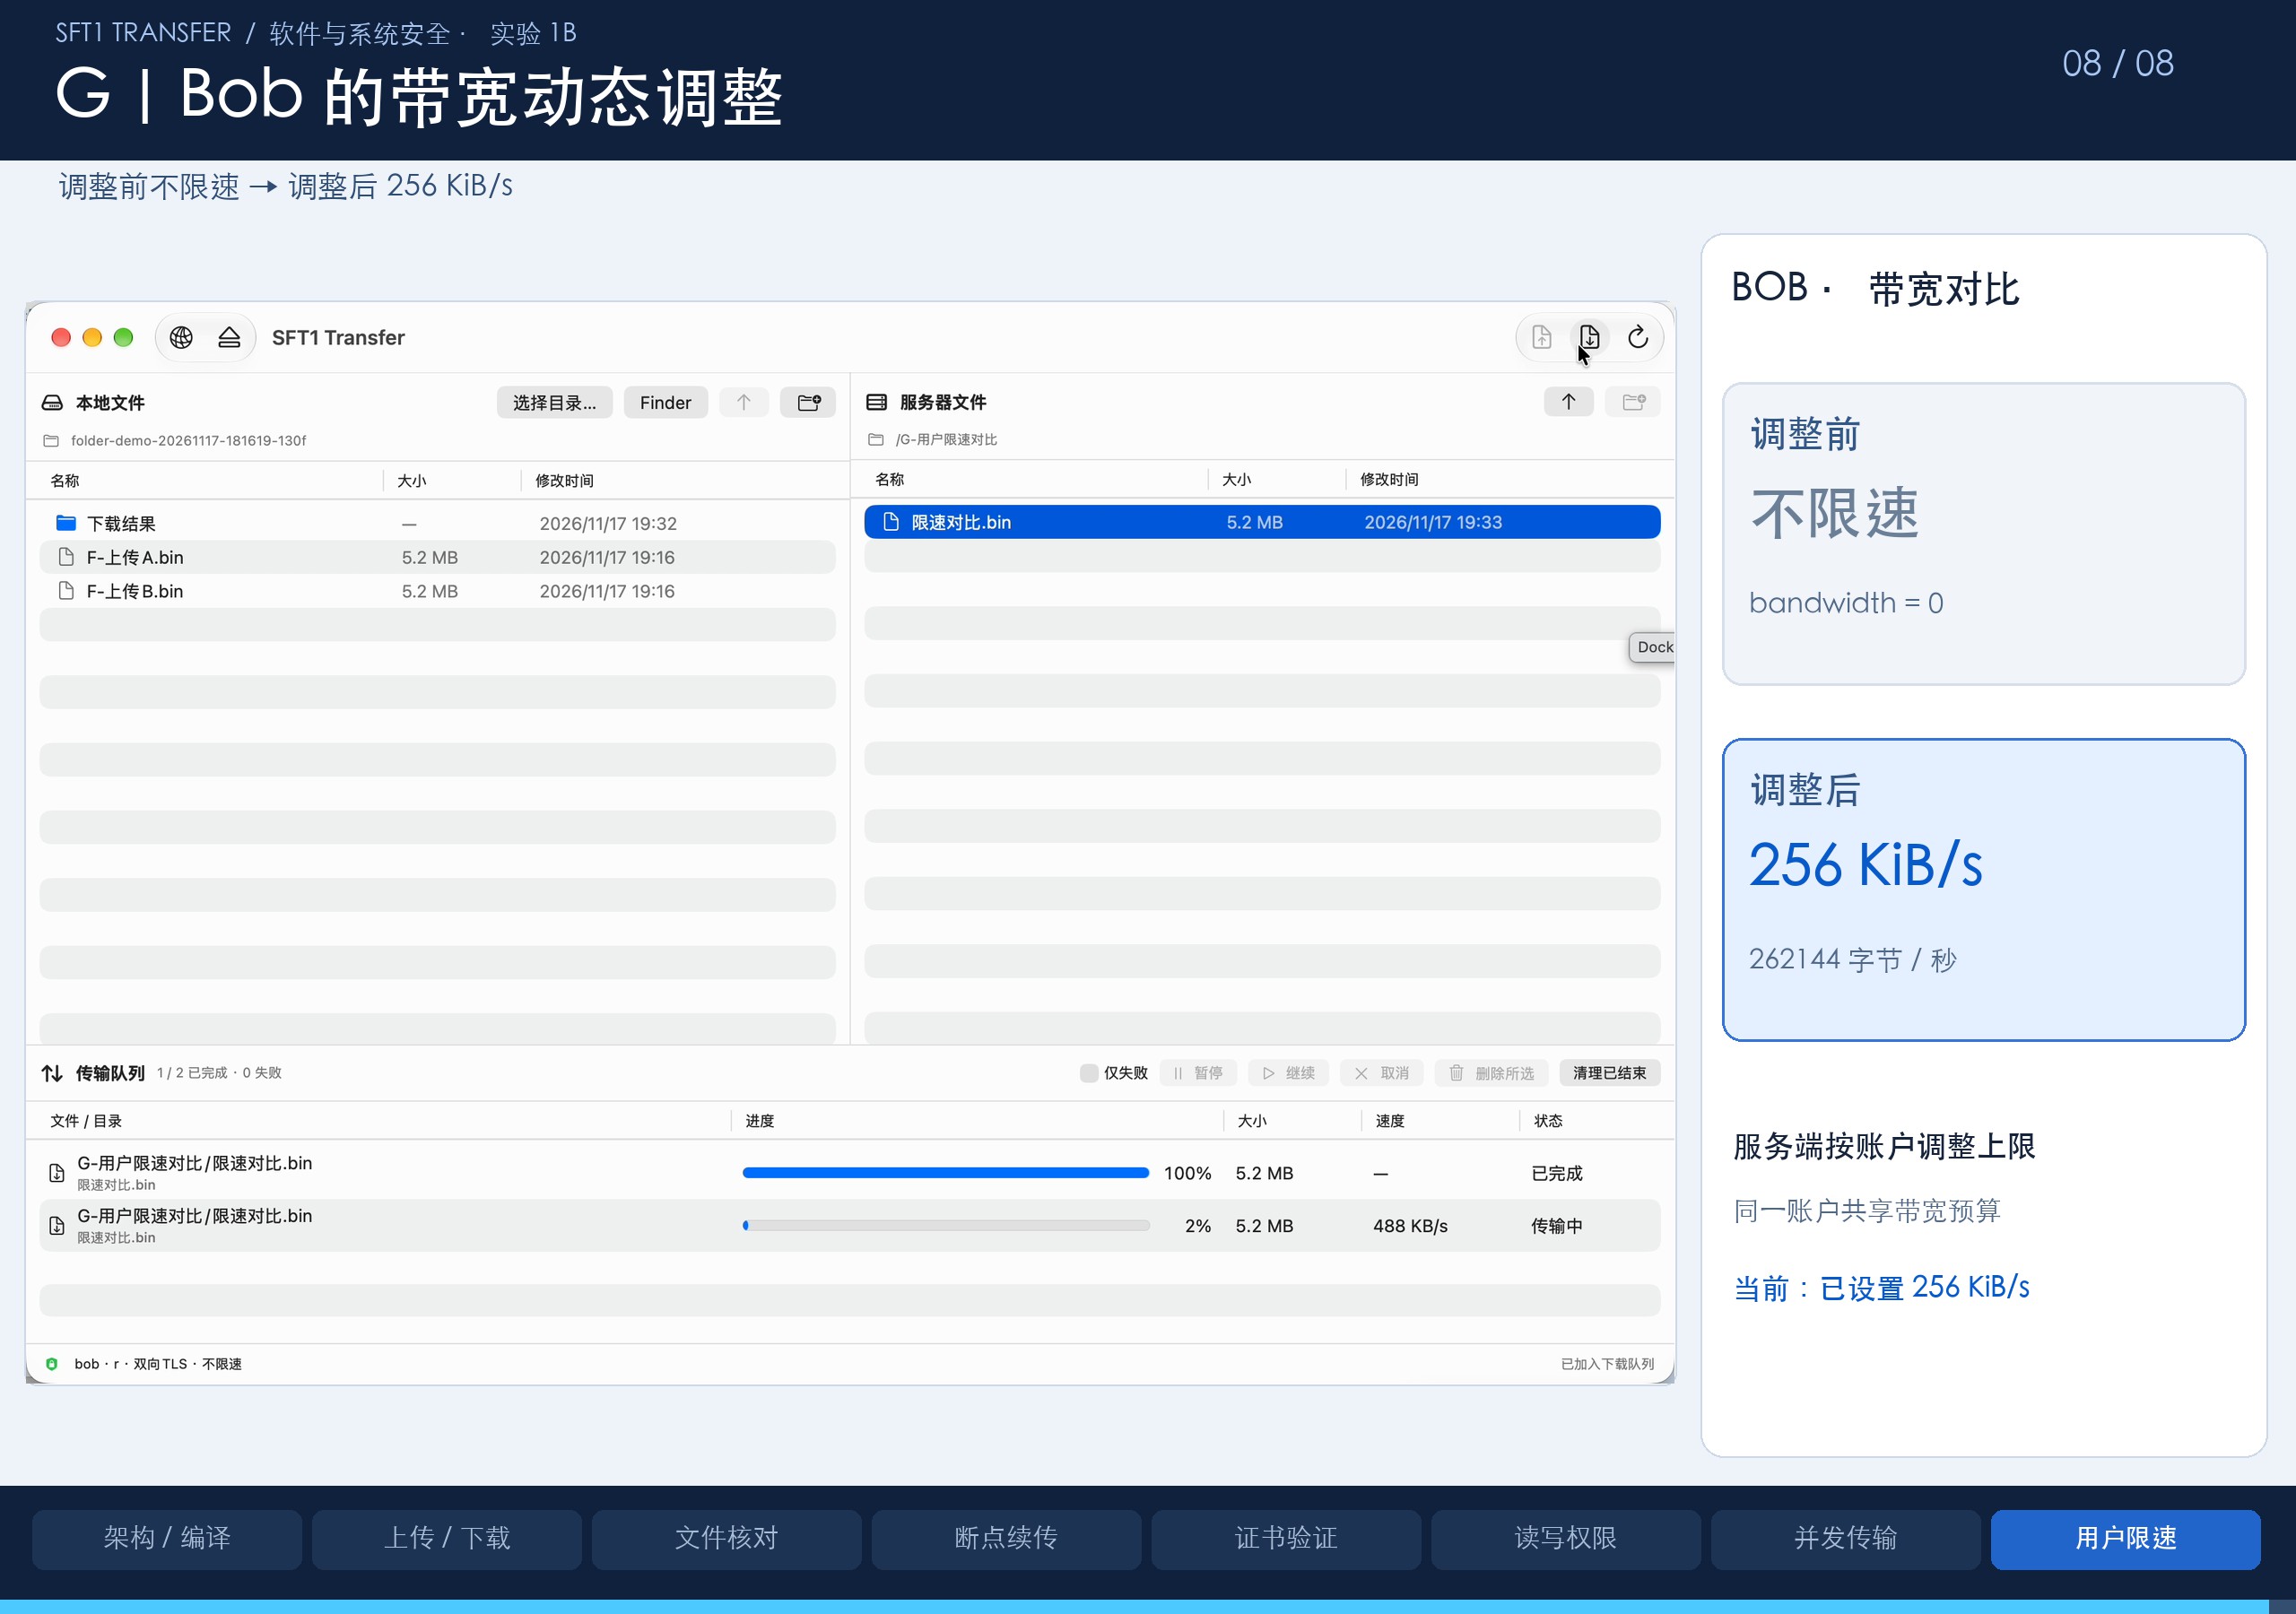 SFT1 TRANSFER / 软件与系统安全 · 实验 1B
G | Bob 的带宽动态调整
08 / 08
调整前不限速 → 调整后 256 KiB/s
SFT1 Transfer
本地文件
选择目录...
Finder
folder-demo-20261117-181619-130f
名称 大小 修改时间
下载结果 — 2026/11/17 19:32
F-上传A.bin 5.2 MB 2026/11/17 19:16
F-上传B.bin 5.2 MB 2026/11/17 19:16
服务器文件
/G-用户限速对比
名称 大小 修改时间
限速对比.bin 5.2 MB 2026/11/17 19:33
Dock
传输队列 1 / 2 已完成 · 0 失败
仅失败 暂停 继续 取消 删除所选 清理已结束
文件 / 目录 进度 大小 速度 状态
G-用户限速对比/限速对比.bin 100% 5.2 MB — 已完成
限速对比.bin
G-用户限速对比/限速对比.bin 2% 5.2 MB 488 KB/s 传输中
限速对比.bin
bob · r · 双向TLS · 不限速
已加入下载队列
BOB · 带宽对比
调整前
不限速
bandwidth = 0
调整后
256 KiB/s
262144 字节 / 秒
服务端按账户调整上限
同一账户共享带宽预算
当前：已设置 256 KiB/s
架构 / 编译
上传 / 下载
文件核对
断点续传
证书验证
读写权限
并发传输
用户限速